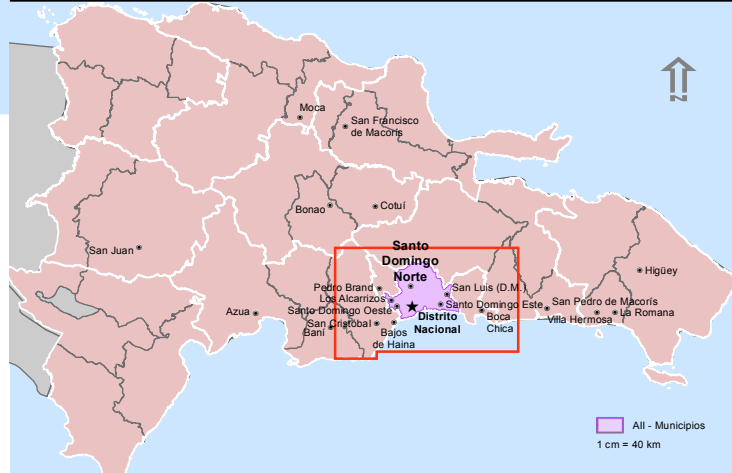 N
Moca
San Francisco
de Macorís
Bonao
Cotuí
San Juan
Santo
Domingo
Norte
Higüey
Pedro Brand
San Luis (D.M.)
Los Alcarrizos
Santo Domingo Oeste
Santo Domingo Este
San Pedro de Macorís
Azua
San Cristóbal
Distrito
Nacional
Boca
Chica
Villa Hermosa
La Romana
Baní
Bajos
de Haina
All - Municipios
1 cm = 40 km